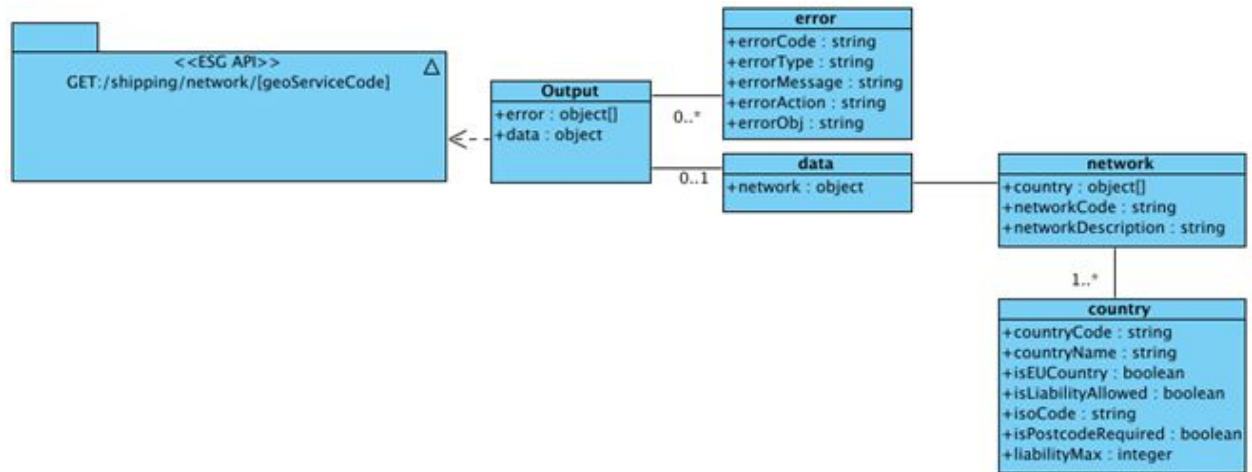 <<ESG API>>
GET:/shipping/network/[geoServiceCode]
Output
+error : object[]
+data : object
0..*
0..1
error
+errorCode : string
+errorType : string
+errorMessage : string
+errorAction : string
+errorObj : string
data
+network : object
network
+country : object[]
+networkCode : string
+networkDescription : string
1..*
country
+countryCode : string
+countryName : string
+isEUCountry : boolean
+isLiabilityAllowed : boolean
+isoCode : string
+isPostcodeRequired : boolean
+liabilityMax : integer